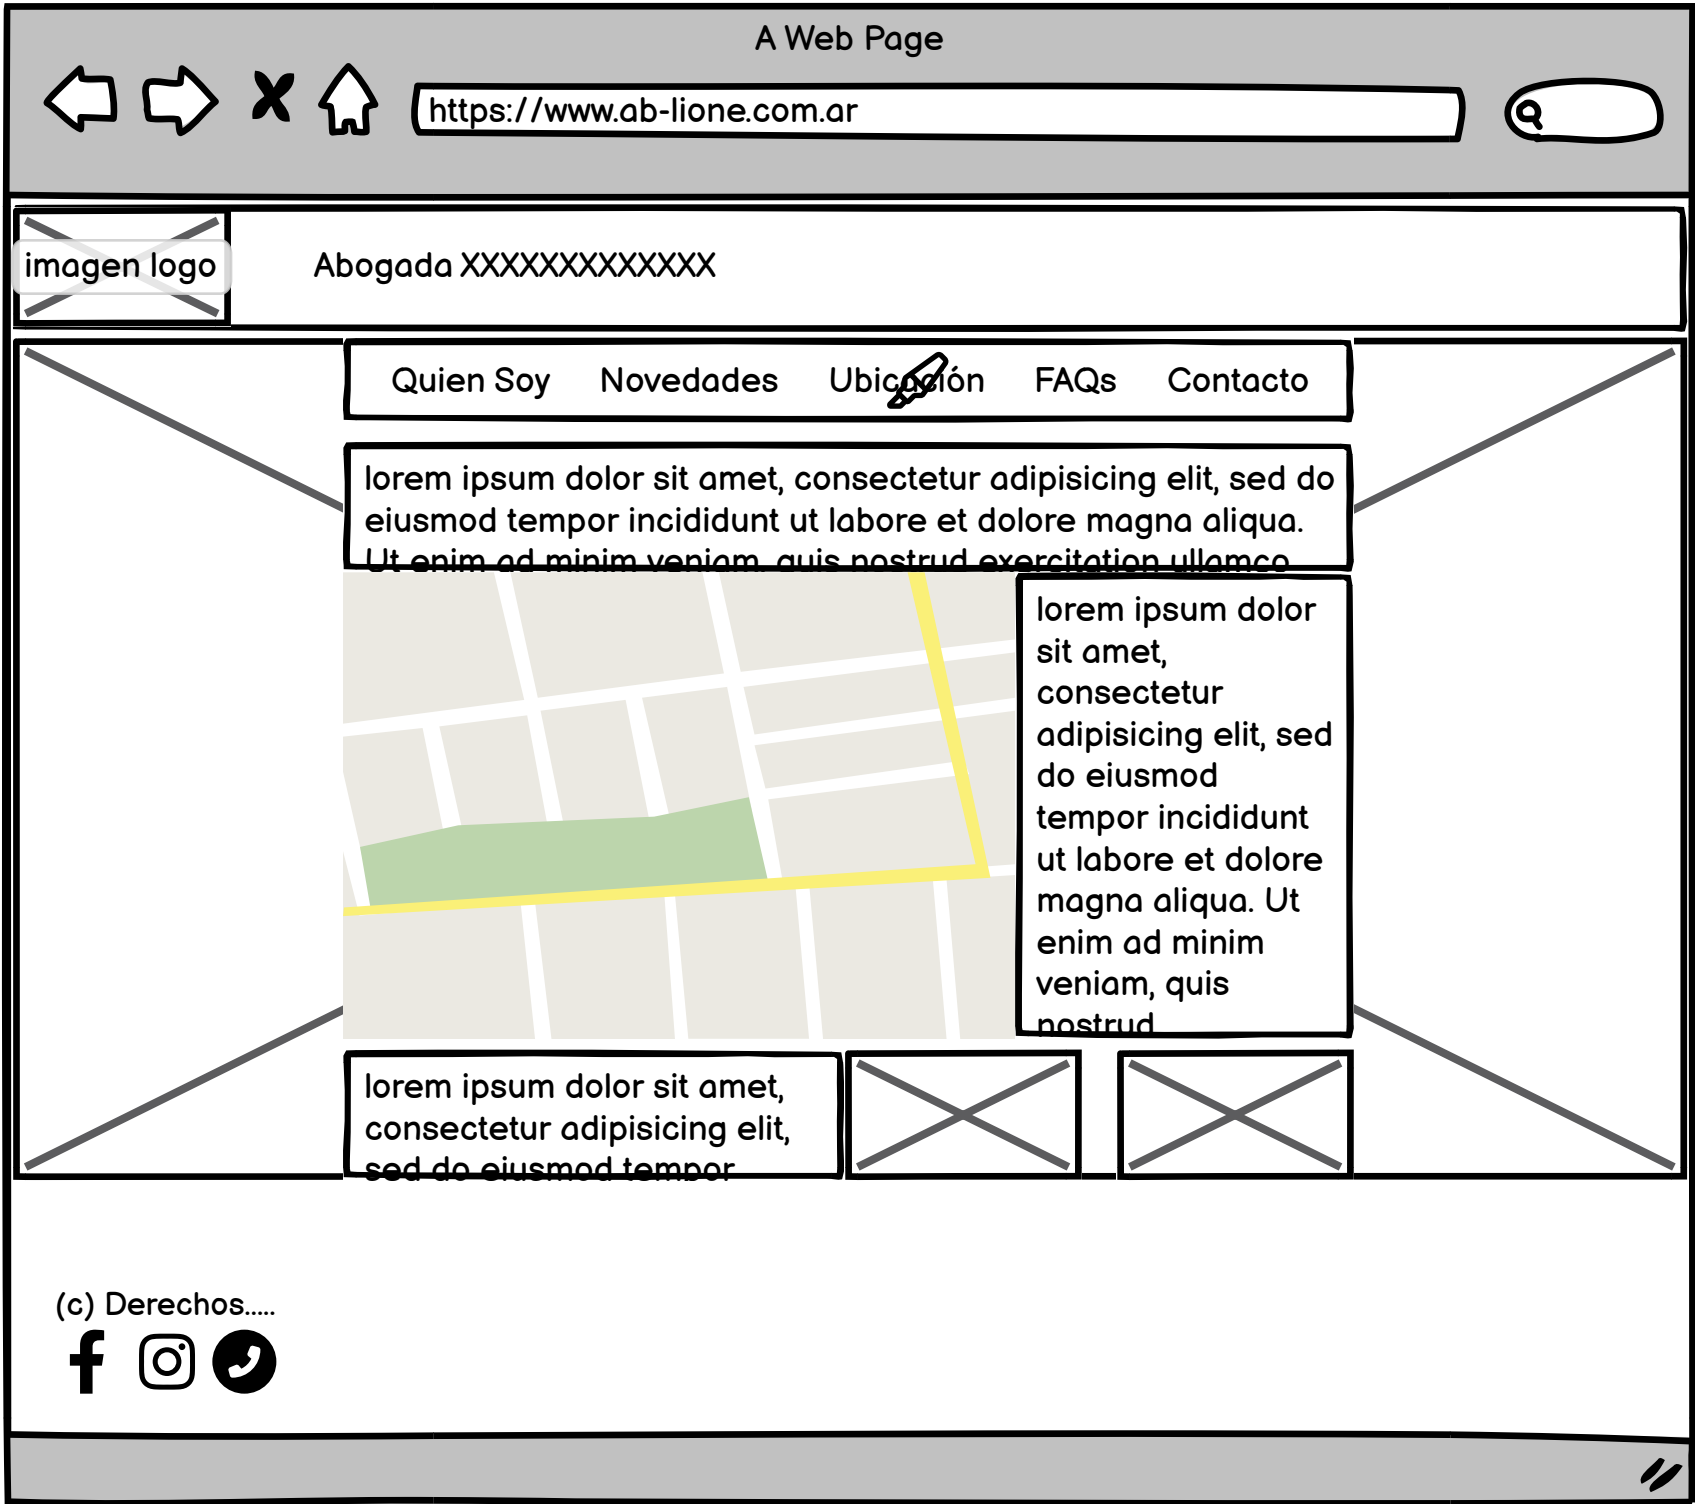 A Web Page
https://www.ab-lione.com.ar
imagen logo
Abogada XXXXXXXXXXXXX
Quien Soy Novedades Ubicación FAQs Contacto
lorem ipsum dolor sit amet, consectetur adipisicing elit, sed do
eiusmod tempor incididunt ut labore et dolore magna aliqua.
Ut enim ad minim veniam, quis nostrud exercitation ullamco
lorem ipsum dolor
sit amet,
consectetur
adipisicing elit, sed
do eiusmod
tempor incididunt
ut labore et dolore
magna aliqua. Ut
enim ad minim
veniam, quis
nostrud
lorem ipsum dolor sit amet,
consectetur adipisicing elit,
sed do eiusmod tempor
(c) Derechos.....